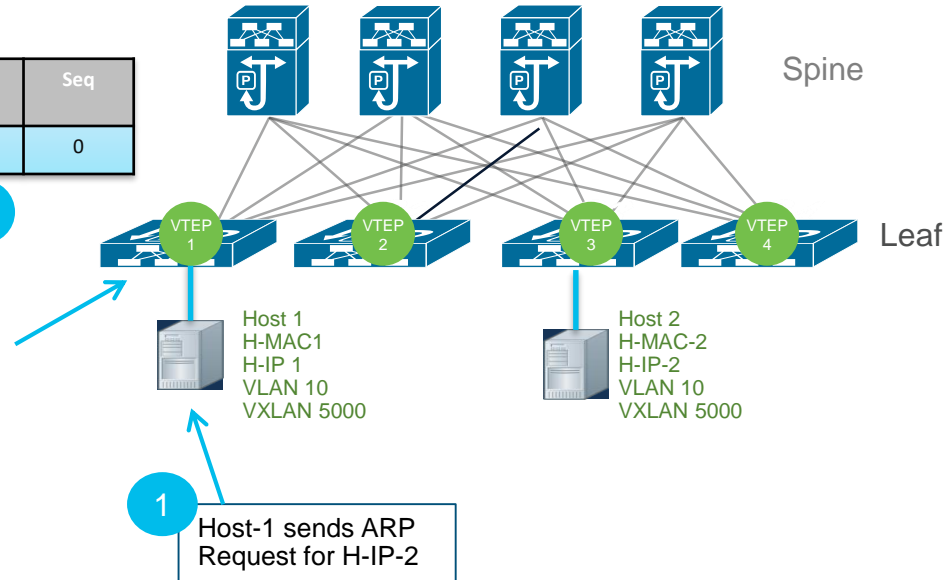 Seq
0
Spine
P
P
P
P
VTEP
1
VTEP
2
VTEP
3
VTEP
4
Leaf
Host 1
H-MAC1
H-IP 1
VLAN 10
VXLAN 5000
Host 2
H-MAC-2
H-IP-2
VLAN 10
VXLAN 5000
1
Host-1 sends ARP
Request for H-IP-2